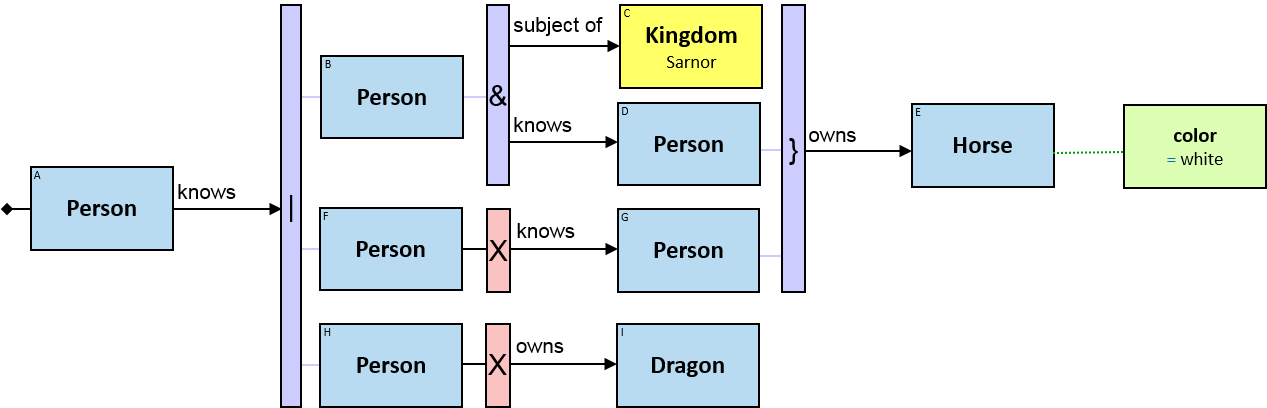 A
Person
knows
|
B
Person
&
subject of
C
Kingdom
Sarnor
knows
D
Person
}
owns
E
Horse
color
= white
F
Person
X
knows
G
Person
H
Person
X
owns
I
Dragon